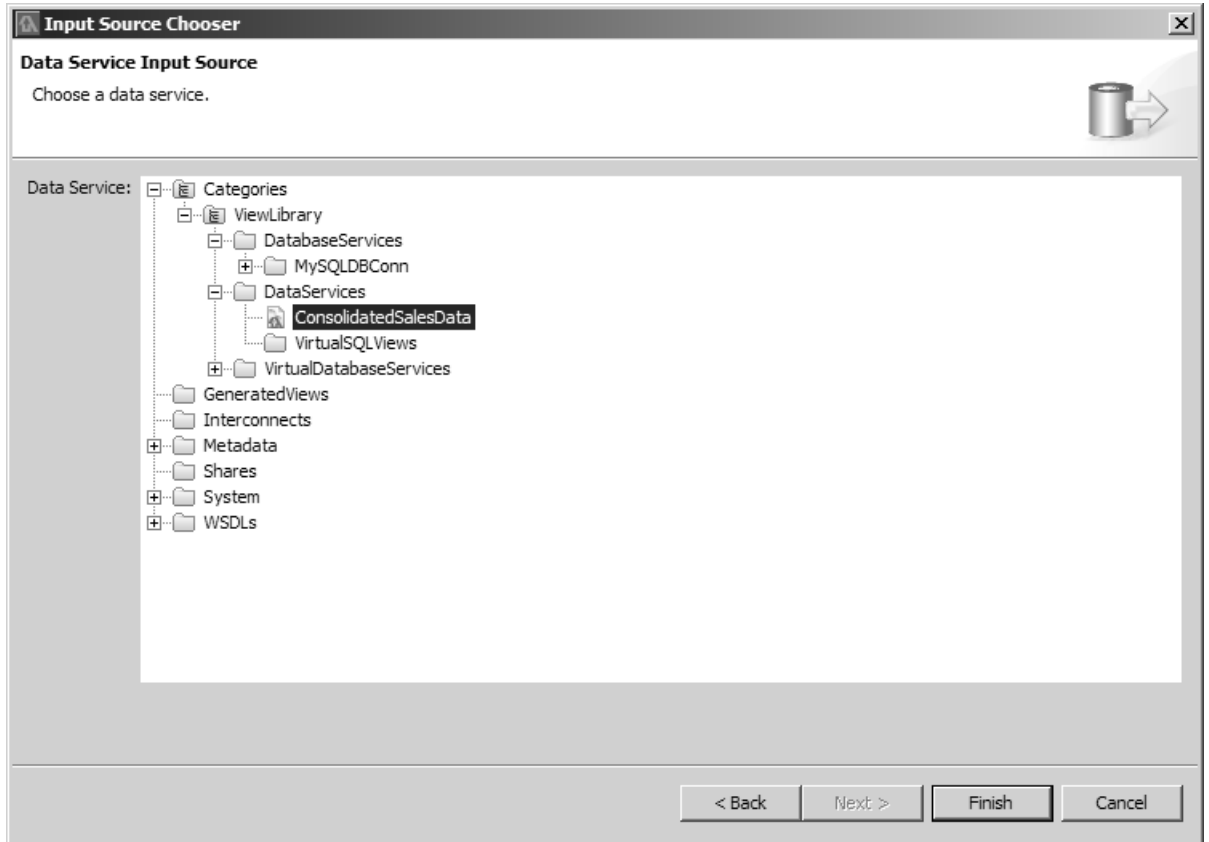 Input Source Chooser
Data Service Input Source
Choose a data service.
Data Service:
Categories
ViewLibrary
DatabaseServices
MySQLDBConn
DataServices
ConsolidatedSalesData
VirtualSQLViews
VirtualDatabaseServices
GeneratedViews
Interconnects
Metadata
Shares
System
WSDLs
< Back Next > Finish Cancel